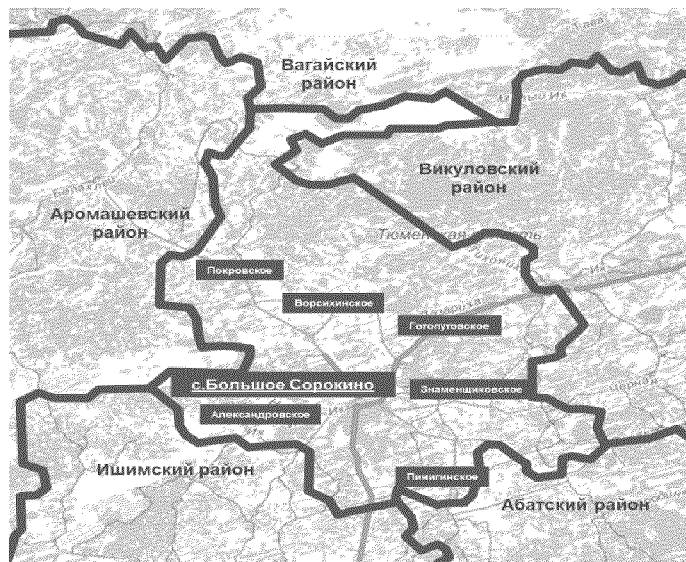 Вагайский
район
Викуловский
район
Аромашевский
район
Тюменская область
Покровское
Ворсихинское
Готопутовское
с.Большое Сорокино
Знаменщиковское
Александровское
Ишимский район
Пинигинское
Абатский район